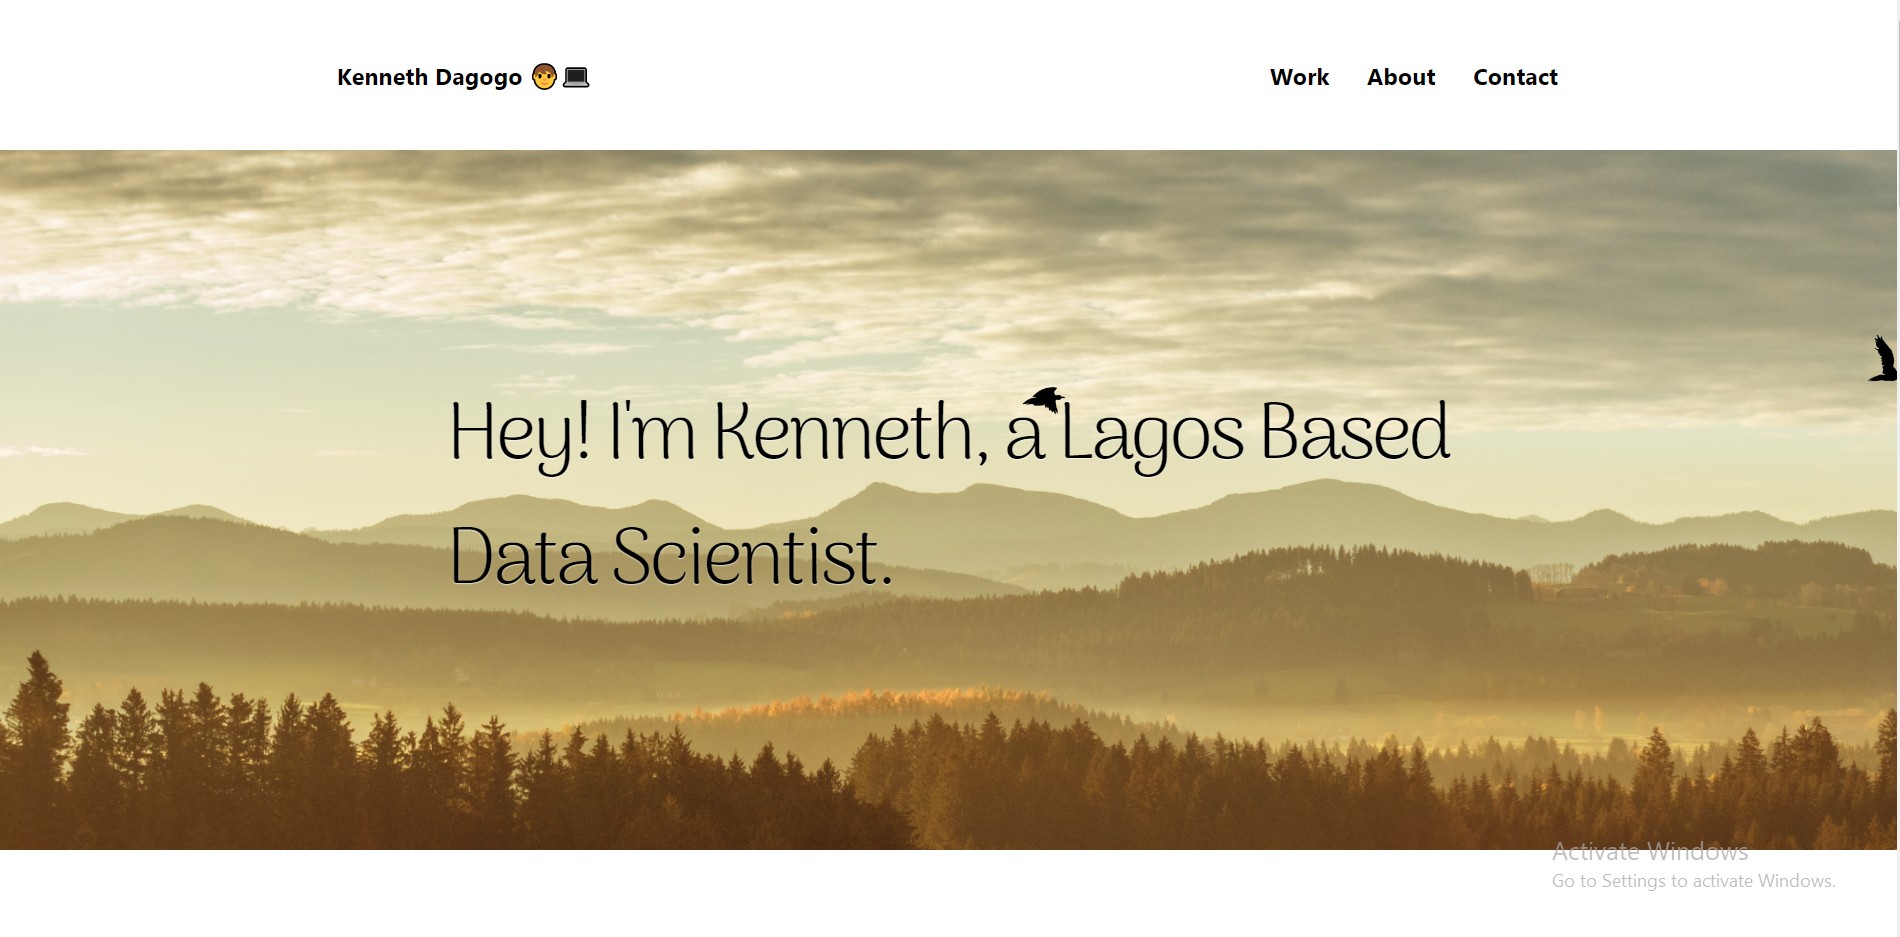 Kenneth Dagogo 🧑💻
Work About Contact
Hey! I'm Kenneth, a Lagos Based
Data Scientist.
Activate Windows
Go to Settings to activate Windows.